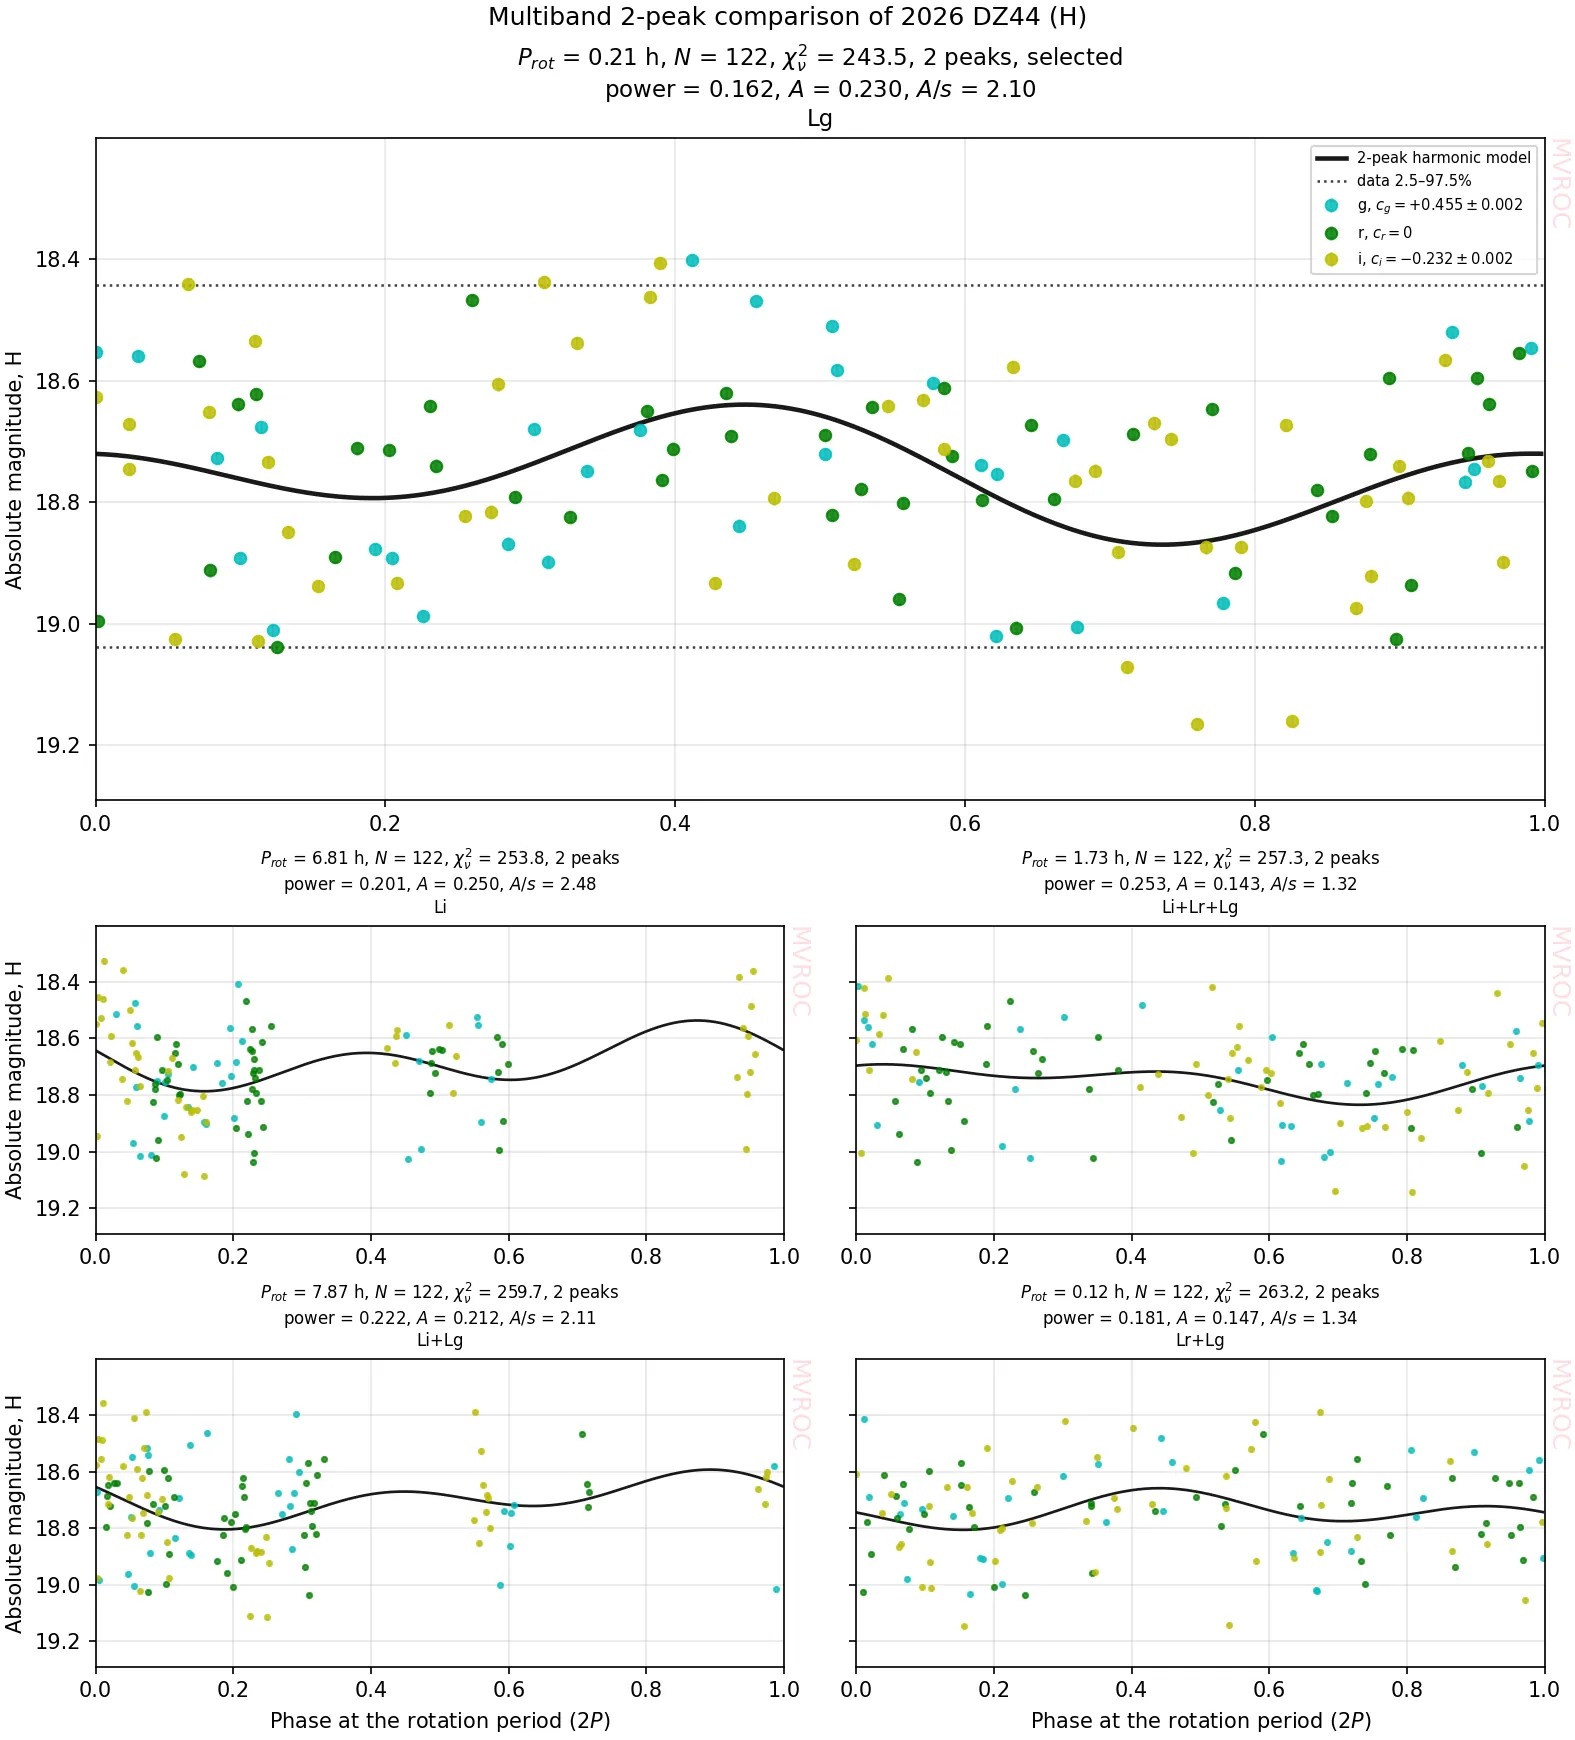 Multiband 2-peak comparison of 2026 DZ44 (H)
P_rot = 0.21 h, N = 122, χ²_ν = 243.5, 2 peaks, selected
power = 0.162, A = 0.230, A/s = 2.10
Lg
2-peak harmonic model
data 2.5–97.5%
g, c_g = +0.455 ± 0.002
r, c_r = 0
i, c_i = −0.232 ± 0.002
MVROC
Absolute magnitude, H
18.4
18.6
18.8
19.0
19.2
0.0 0.2 0.4 0.6 0.8 1.0
P_rot = 6.81 h, N = 122, χ²_ν = 253.8, 2 peaks
power = 0.201, A = 0.250, A/s = 2.48
Li
MVROC
Absolute magnitude, H
18.4
18.6
18.8
19.0
19.2
0.0 0.2 0.4 0.6 0.8 1.0
P_rot = 1.73 h, N = 122, χ²_ν = 257.3, 2 peaks
power = 0.253, A = 0.143, A/s = 1.32
Li+Lr+Lg
MVROC
0.0 0.2 0.4 0.6 0.8 1.0
P_rot = 7.87 h, N = 122, χ²_ν = 259.7, 2 peaks
power = 0.222, A = 0.212, A/s = 2.11
Li+Lg
MVROC
Absolute magnitude, H
18.4
18.6
18.8
19.0
19.2
0.0 0.2 0.4 0.6 0.8 1.0
Phase at the rotation period (2P)
P_rot = 0.12 h, N = 122, χ²_ν = 263.2, 2 peaks
power = 0.181, A = 0.147, A/s = 1.34
Lr+Lg
MVROC
0.0 0.2 0.4 0.6 0.8 1.0
Phase at the rotation period (2P)